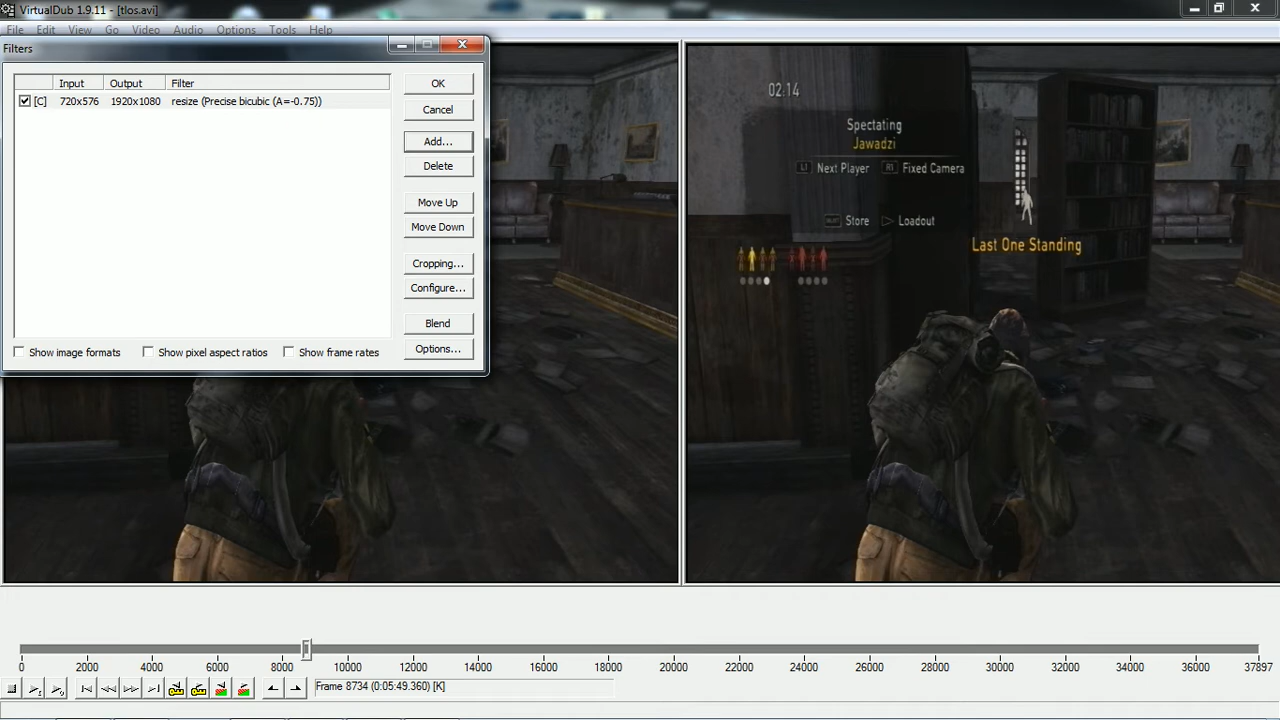 VirtualDub 1.9.11 - [tlos.avi]
File Edit View Go Video Audio Options Tools Help
Filters
Input Output Filter
[C] 720x576 1920x1080 resize (Precise bicubic (A=-0.75))
OK
Cancel
Add...
Delete
Move Up
Move Down
Cropping...
Configure...
Blend
Options...
Show image formats Show pixel aspect ratios Show frame rates
02.14
Spectating
Jawadzi
L1 Next Player R1 Fixed Camera
Store Loadout
Last One Standing
0 2000 4000 6000 8000 10000 12000 14000 16000 18000 20000 22000 24000 26000 28000 30000 32000 34000 36000 37897
Frame 8734 (0:05:49.360) [K]